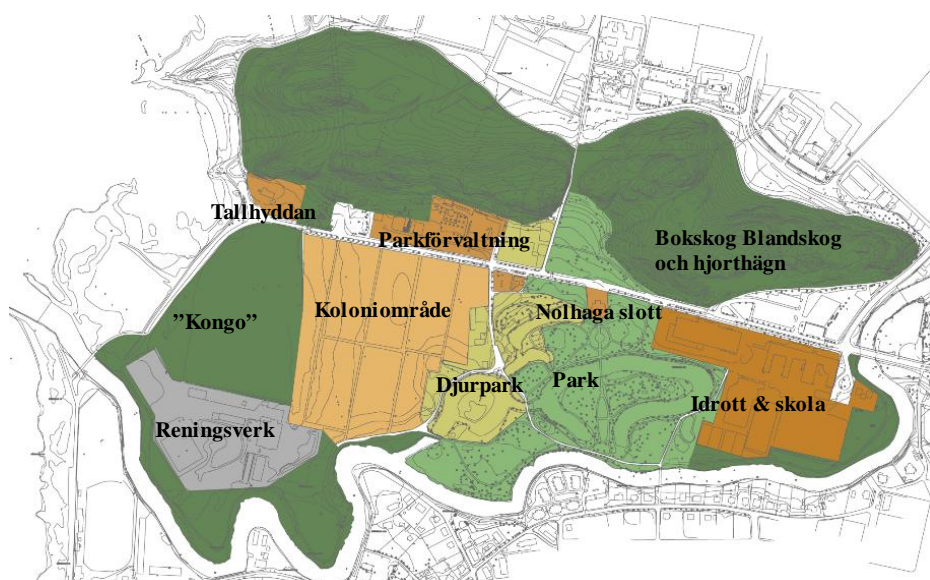 Tallhyddan
Parkförvaltning
Bokskog Blandskog
och hjorthägn
”Kongo”
Koloniområde
Nolhaga slott
Djurpark
Park
Idrott & skola
Reningsverk